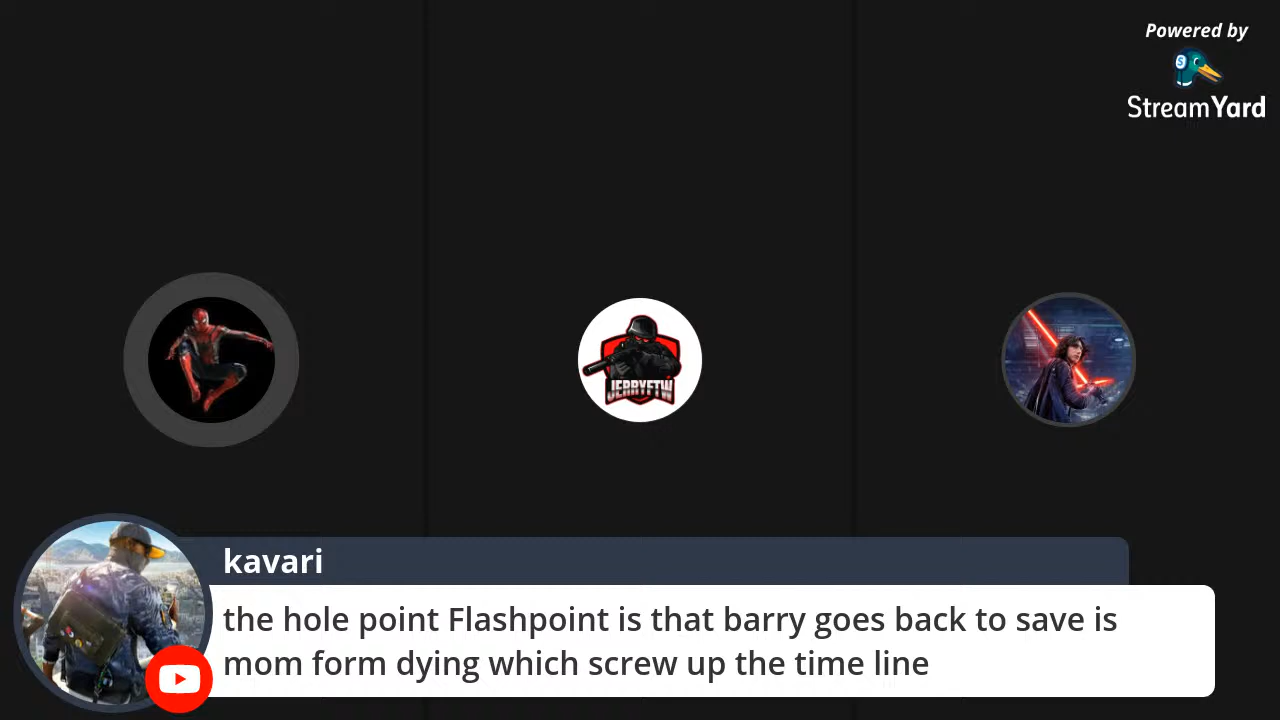 Powered by
StreamYard
JERRYFTW
kavari
the hole point Flashpoint is that barry goes back to save is
mom form dying which screw up the time line